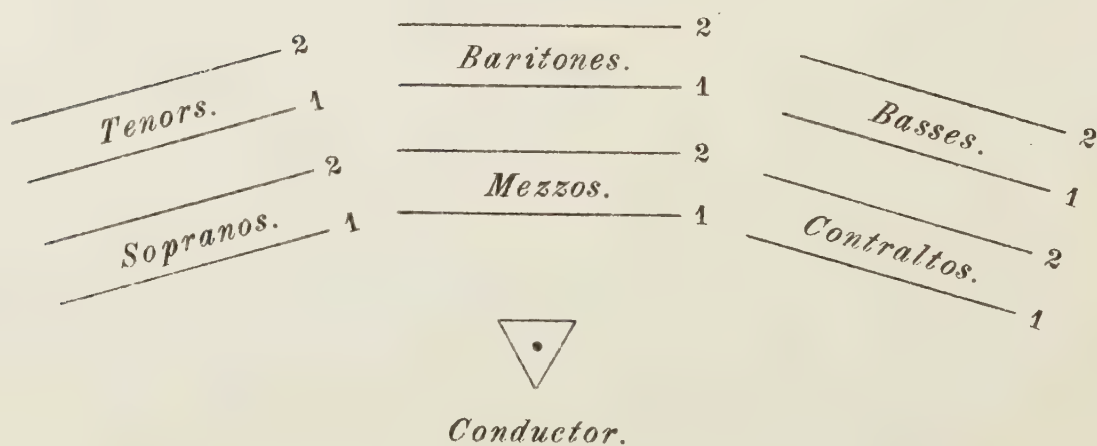 2
Baritones.
1
2
Tenors.
1
2
Basses.
1
2
Mezzos.
1
2
Sopranos.
1
2
Contraltos.
1
Conductor.